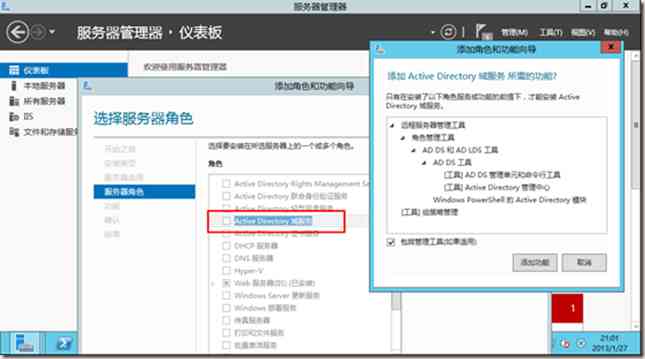 服务器管理器
服务器管理器 · 仪表板
管理(M) 工具(T) 视图(V) 帮助(H)
仪表板
本地服务器
所有服务器
IIS
文件和存储服务
欢迎使用服务器管理器
添加角色和功能向导
选择服务器角色
开始之前
安装类型
服务器选择
服务器角色
功能
确认
结果
选择要安装在所选服务器上的一个或多个角色。
角色
Active Directory Rights Management Se
Active Directory 联合身份验证服务
Active Directory 域服务
Active Directory 证书服务
DHCP 服务器
DNS 服务器
Hyper-V
Web 服务器(IIS) (已安装)
Windows Server 更新服务
传真服务器
打印和文件服务
批量激活服务
添加角色和功能向导
添加 Active Directory 域服务 所需的功能?
只有在安装了以下角色服务或功能的前提下，才能安装 Active
Directory 域服务。
远程服务器管理工具
角色管理工具
AD DS 和 AD LDS 工具
AD DS 工具
[工具] AD DS 管理单元和命令行工具
[工具] Active Directory 管理中心
Windows PowerShell 的 Active Directory 模块
[工具] 组策略管理
包括管理工具(如果适用)
添加功能 取消
1
21:01
2013/1/27